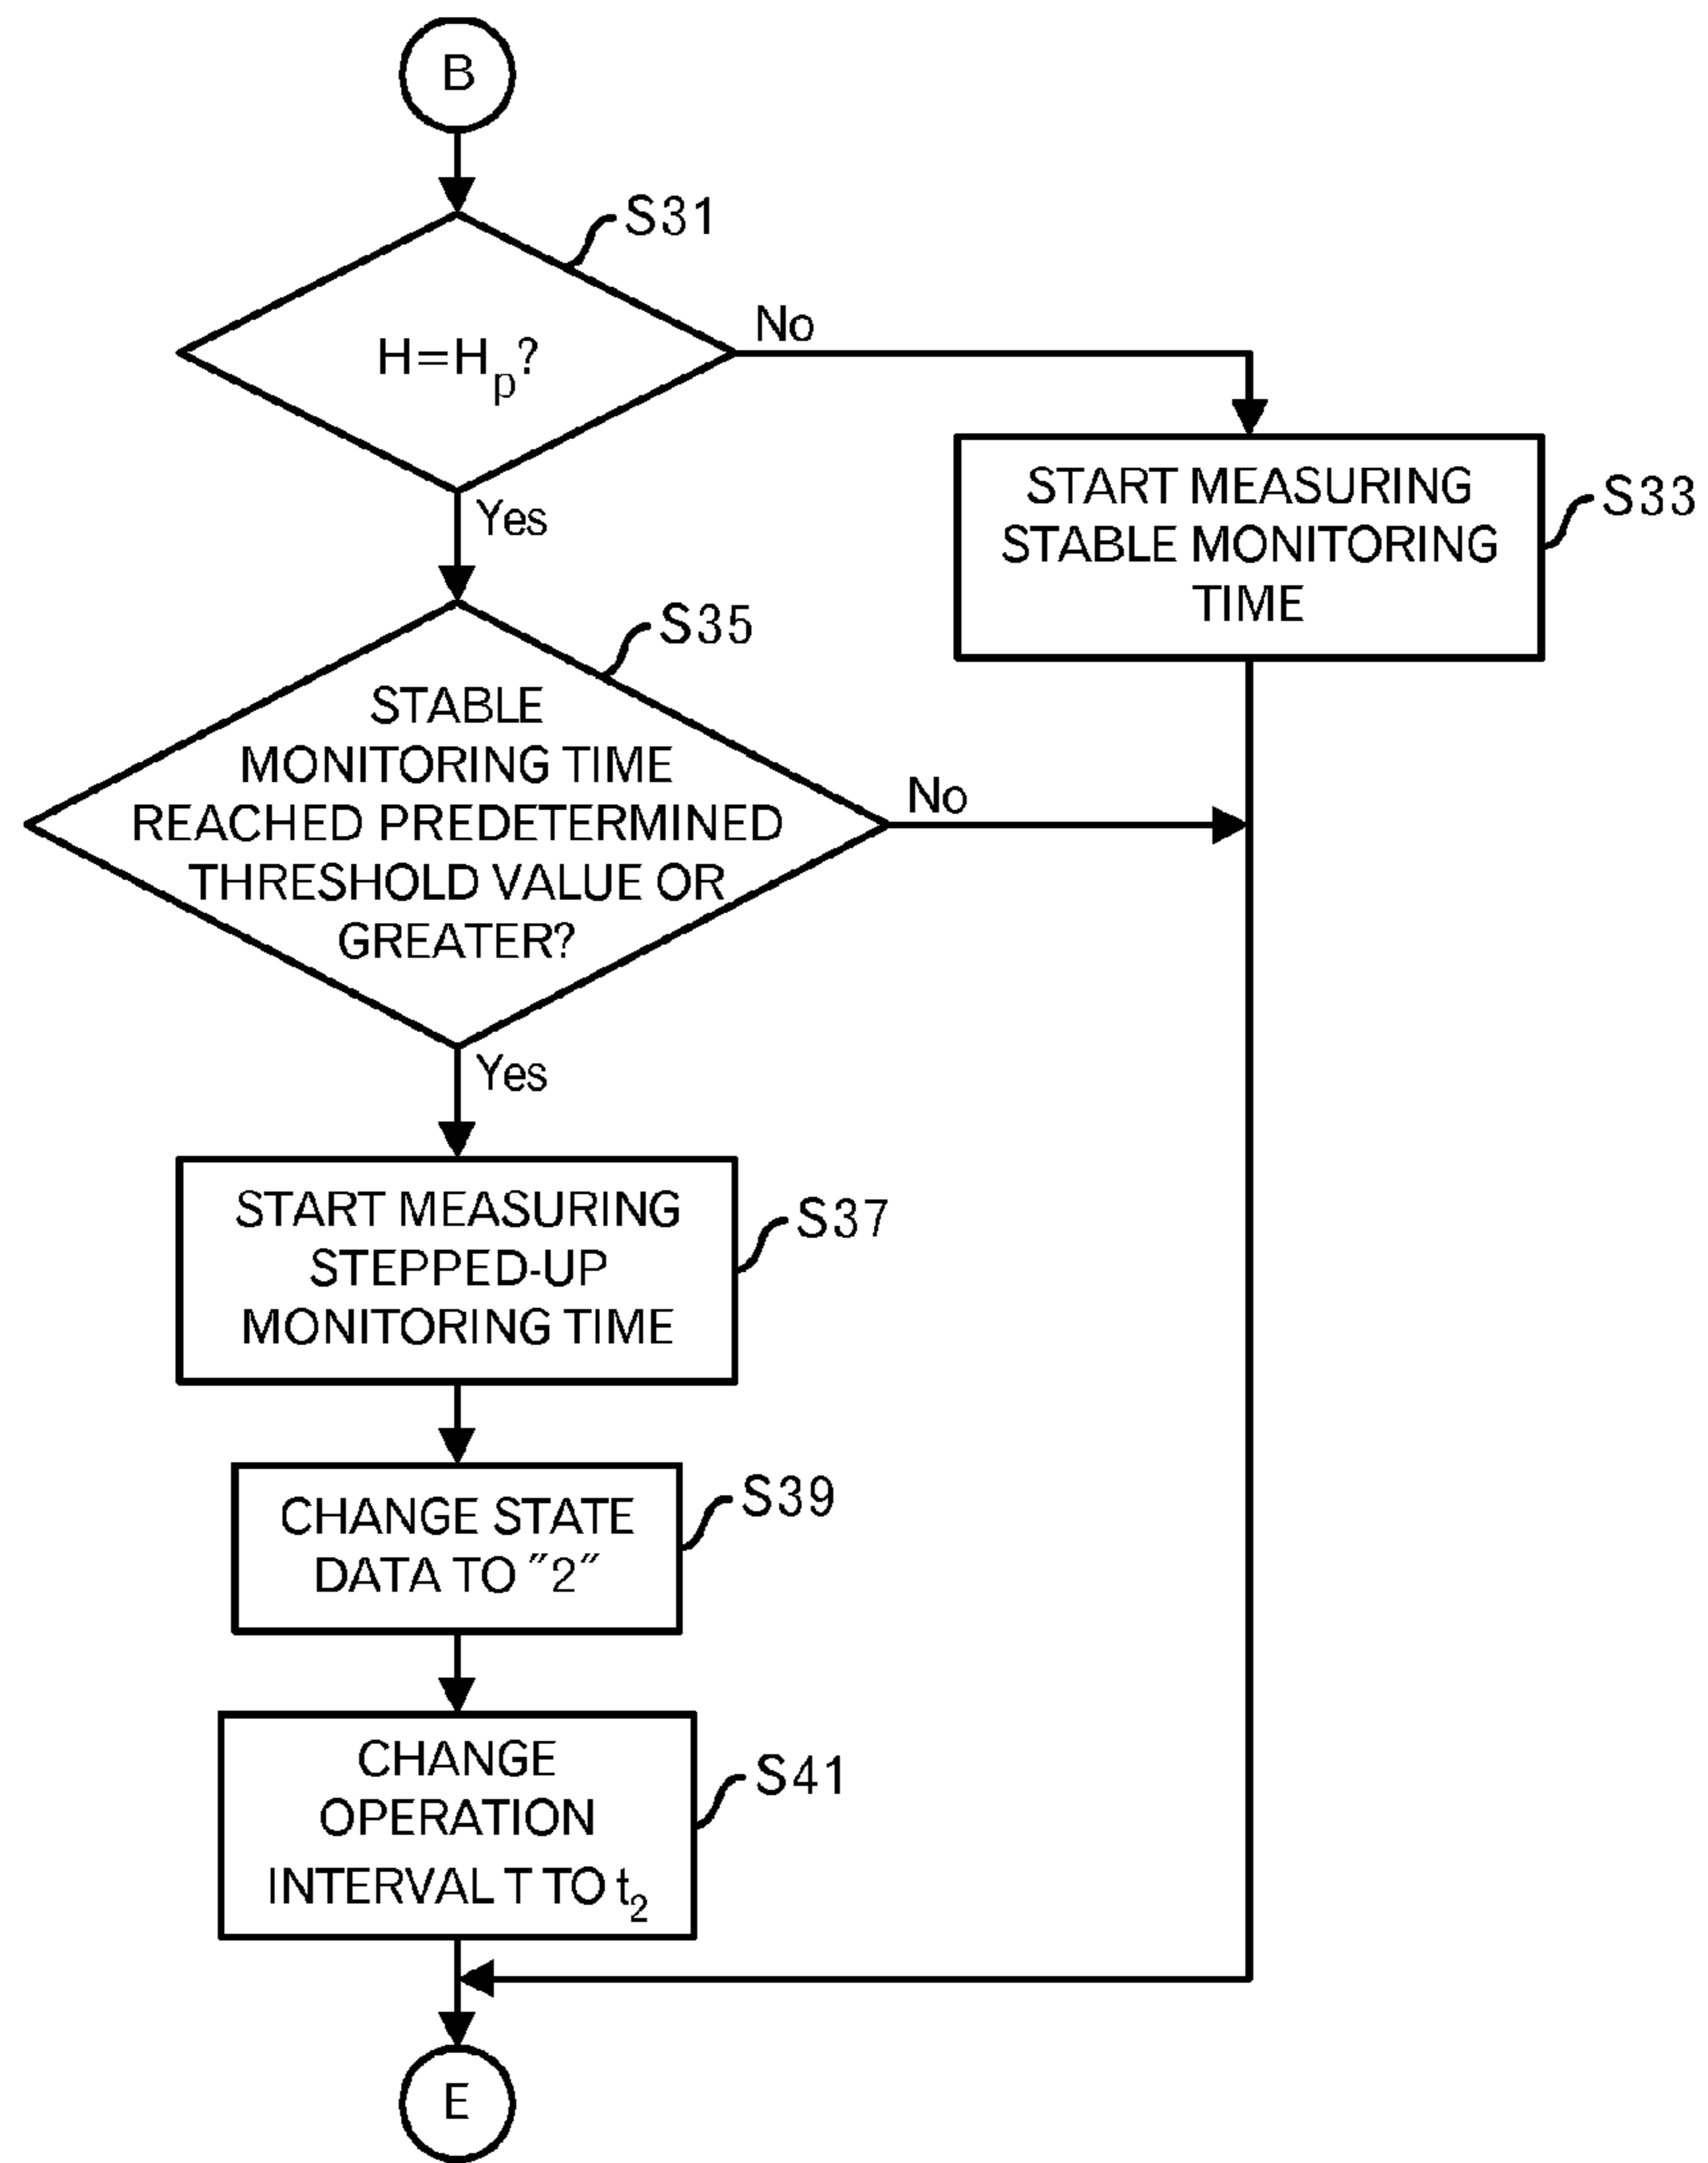 B
S31
H=Hp?
No
Yes
START MEASURING
STABLE MONITORING
TIME
S33
S35
STABLE
MONITORING TIME
REACHED PREDETERMINED
THRESHOLD VALUE OR
GREATER?
No
Yes
START MEASURING
STEPPED-UP
MONITORING TIME
S37
CHANGE STATE
DATA TO "2"
S39
CHANGE
OPERATION
INTERVAL T TO t2
S41
E